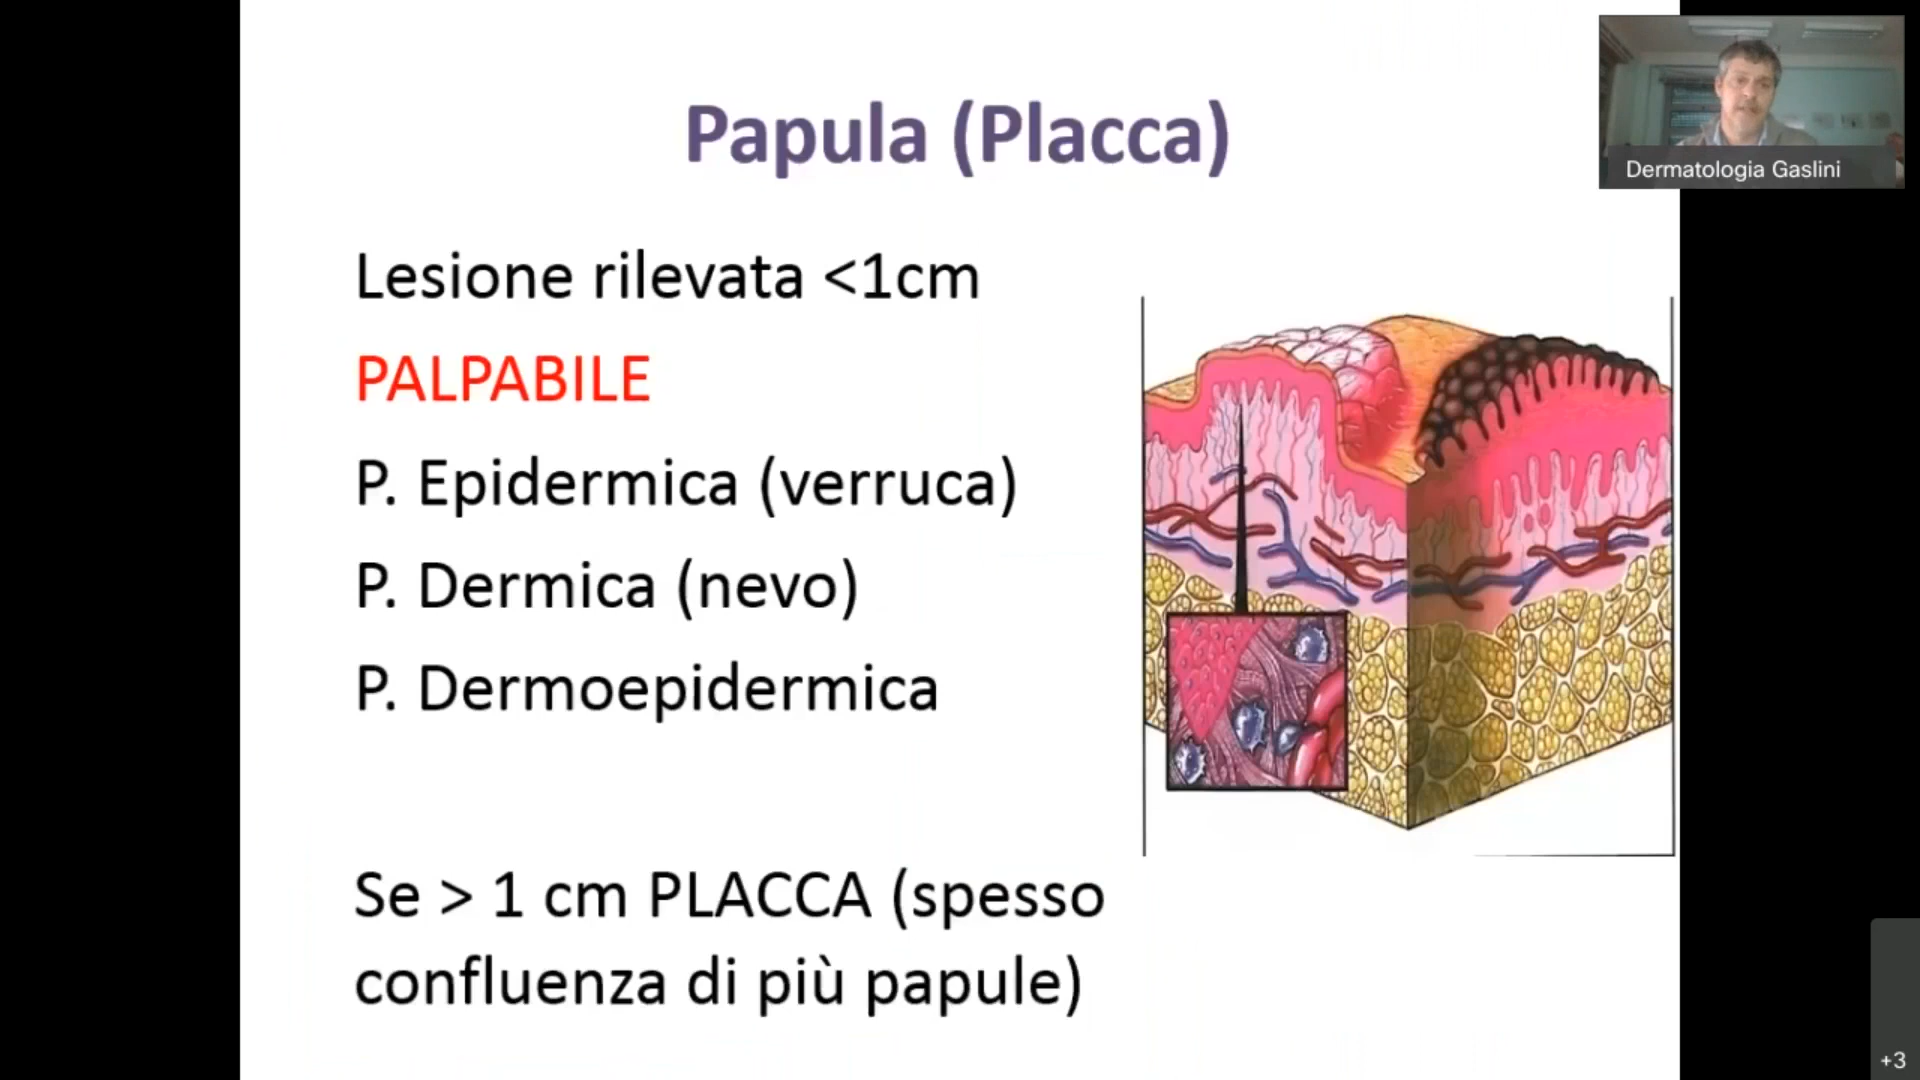 Papula (Placca)
Dermatologia Gaslini
Lesione rilevata <1cm
PALPABILE
P. Epidermica (verruca)
P. Dermica (nevo)
P. Dermoepidermica
Se > 1 cm PLACCA (spesso
confluenza di più papule)
+3